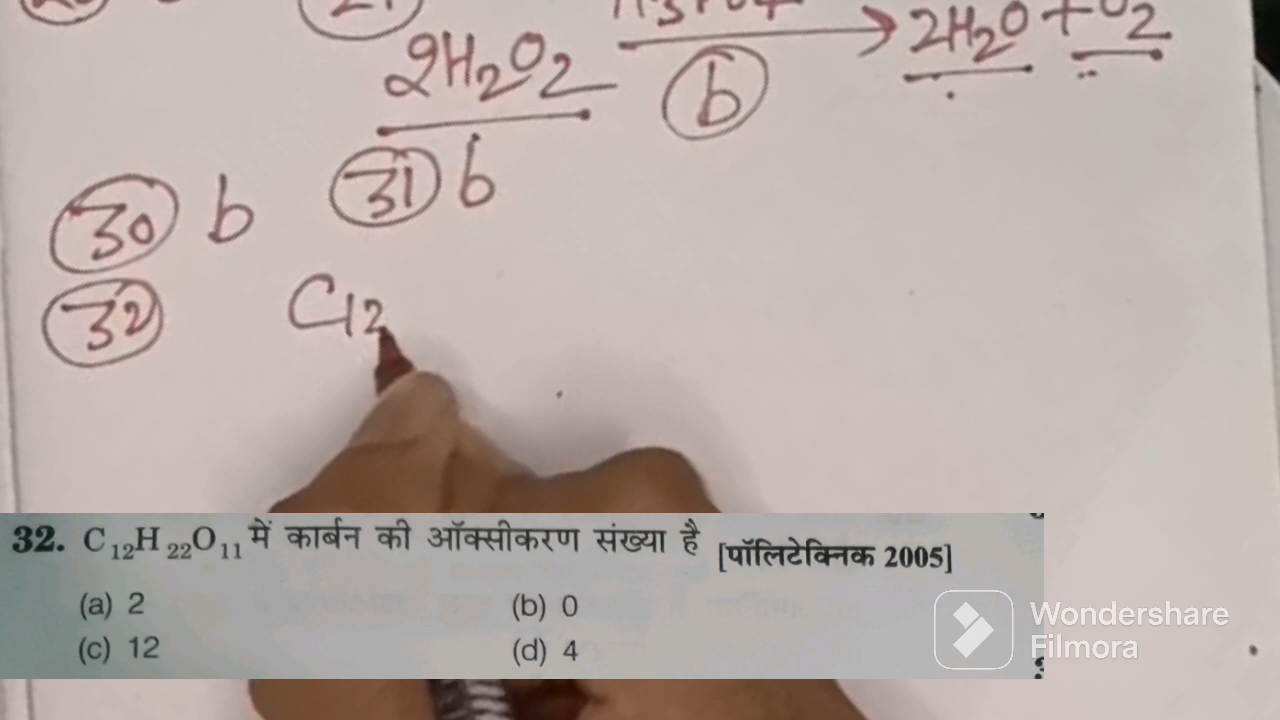 2H2O2 → 2H2O + O2
b
30 b 31 b
32 C12
32. C12H22O11 में कार्बन की ऑक्सीकरण संख्या है [पॉलिटेक्निक 2005]
(a) 2 (b) 0
(c) 12 (d) 4
Wondershare
Filmora